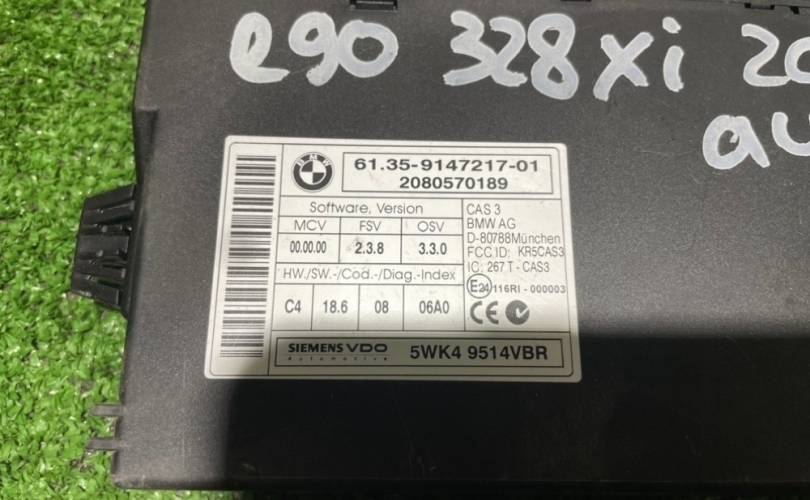 e90 328xi 20
au
BMW
61.35-9147217-01
2080570189
Software, Version
MCV FSV OSV
00.00.00 2.3.8 3.3.0
HW./SW.-/Cod.-/Diag.-Index
C4 18.6 08 06A0
CAS 3
BMW AG
D-80788München
FCC ID: KR5CAS3
IC: 267 T - CAS3
E24 116RI - 000003
CE
SIEMENS VDO
Automotive
5WK4 9514VBR